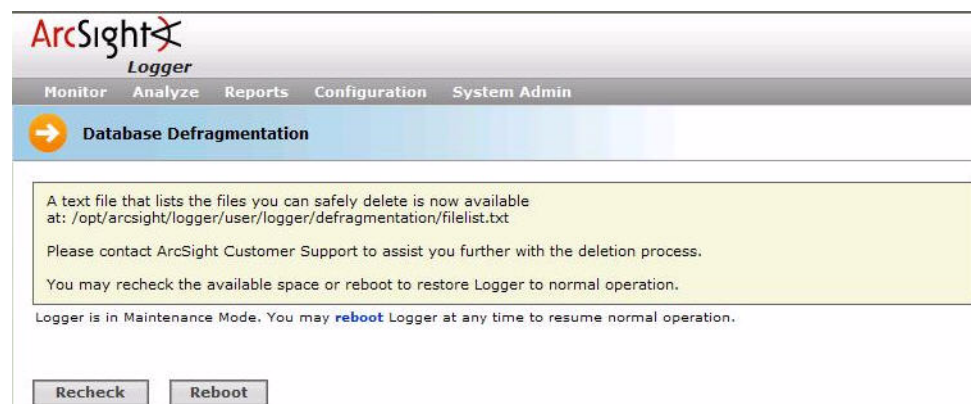 ArcSight
Logger
Monitor Analyze Reports Configuration System Admin
Database Defragmentation
A text file that lists the files you can safely delete is now available
at: /opt/arcsight/logger/user/logger/defragmentation/filelist.txt
Please contact ArcSight Customer Support to assist you further with the deletion process.
You may recheck the available space or reboot to restore Logger to normal operation.
Logger is in Maintenance Mode. You may reboot Logger at any time to resume normal operation.
Recheck Reboot